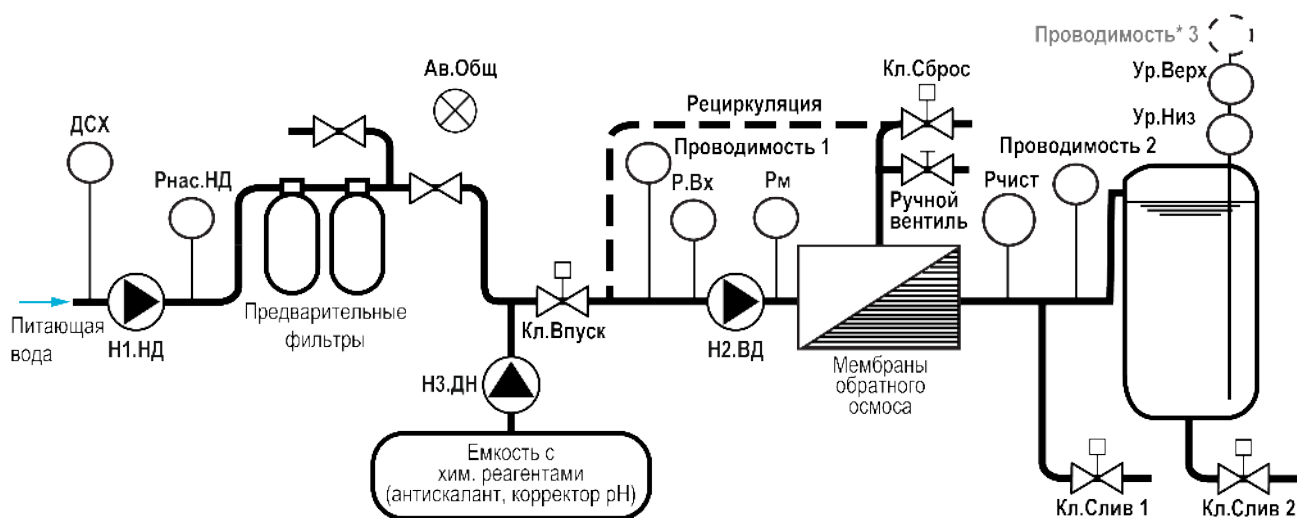 Проводимость* 3
Ав.Общ
Кл.Сброс
Ур.Верх
Рециркуляция
Ур.Низ
ДСХ
Проводимость 1
Проводимость 2
Рнас.НД
Р.Вх
Рм
Ручной
вентиль
Рчист
Питающая
вода
Н1.НД
Предварительные
фильтры
Кл.Впуск
Н2.ВД
Мембраны
обратного
осмоса
Н3.ДН
Емкость с
хим. реагентами
(антискалант, корректор pH)
Кл.Слив 1
Кл.Слив 2